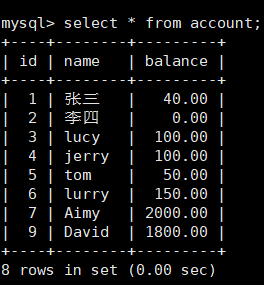 mysql> select * from account;
+----+--------+---------+
| id | name   | balance |
+----+--------+---------+
|  1 | 张三   |   40.00 |
|  2 | 李四   |    0.00 |
|  3 | lucy   |  100.00 |
|  4 | jerry  |  100.00 |
|  5 | tom    |   50.00 |
|  6 | lurry  |  150.00 |
|  7 | Aimy   | 2000.00 |
|  9 | David  | 1800.00 |
+----+--------+---------+
8 rows in set (0.00 sec)